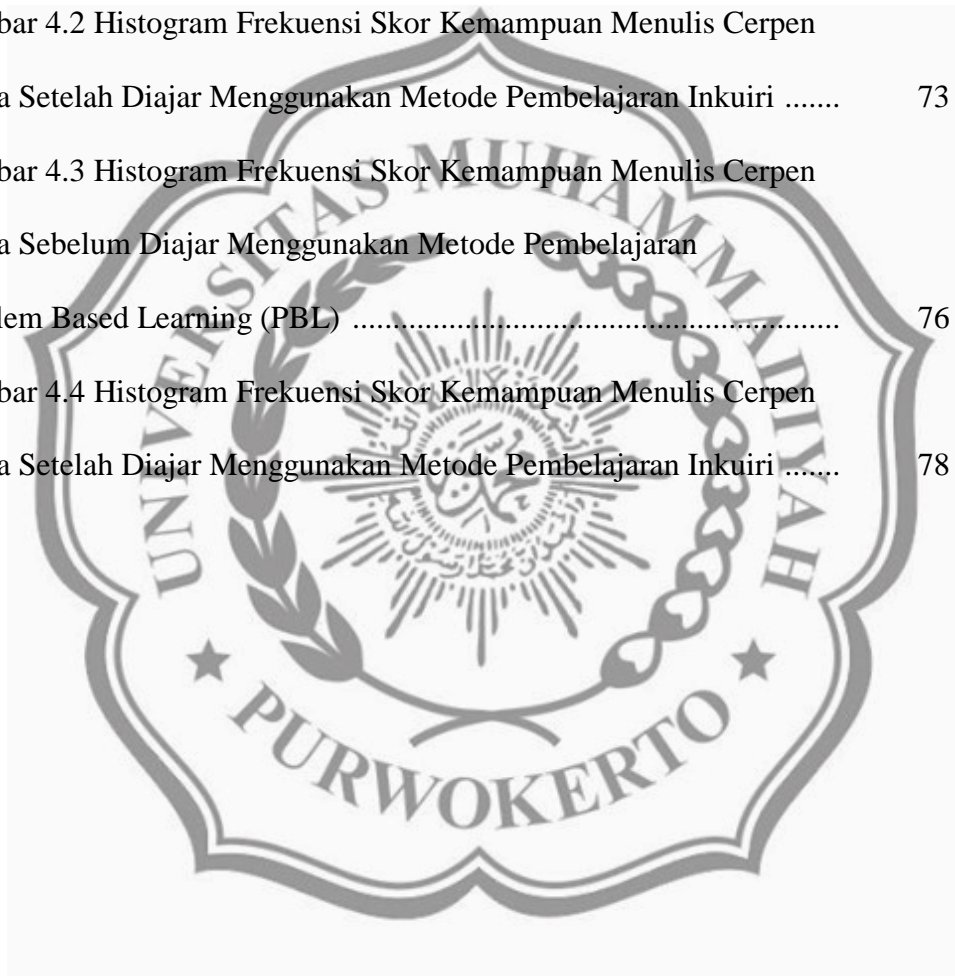 bar 4.2 Histogram Frekuensi Skor Kemampuan Menulis Cerpen
a Setelah Diajar Menggunakan Metode Pembelajaran Inkuiri ....... 73
bar 4.3 Histogram Frekuensi Skor Kemampuan Menulis Cerpen
a Sebelum Diajar Menggunakan Metode Pembelajaran
lem Based Learning (PBL) ........................................................... 76
bar 4.4 Histogram Frekuensi Skor Kemampuan Menulis Cerpen
a Setelah Diajar Menggunakan Metode Pembelajaran Inkuiri ....... 78
UNIVERSITAS MUHAMMADIYAH
PURWOKERTO